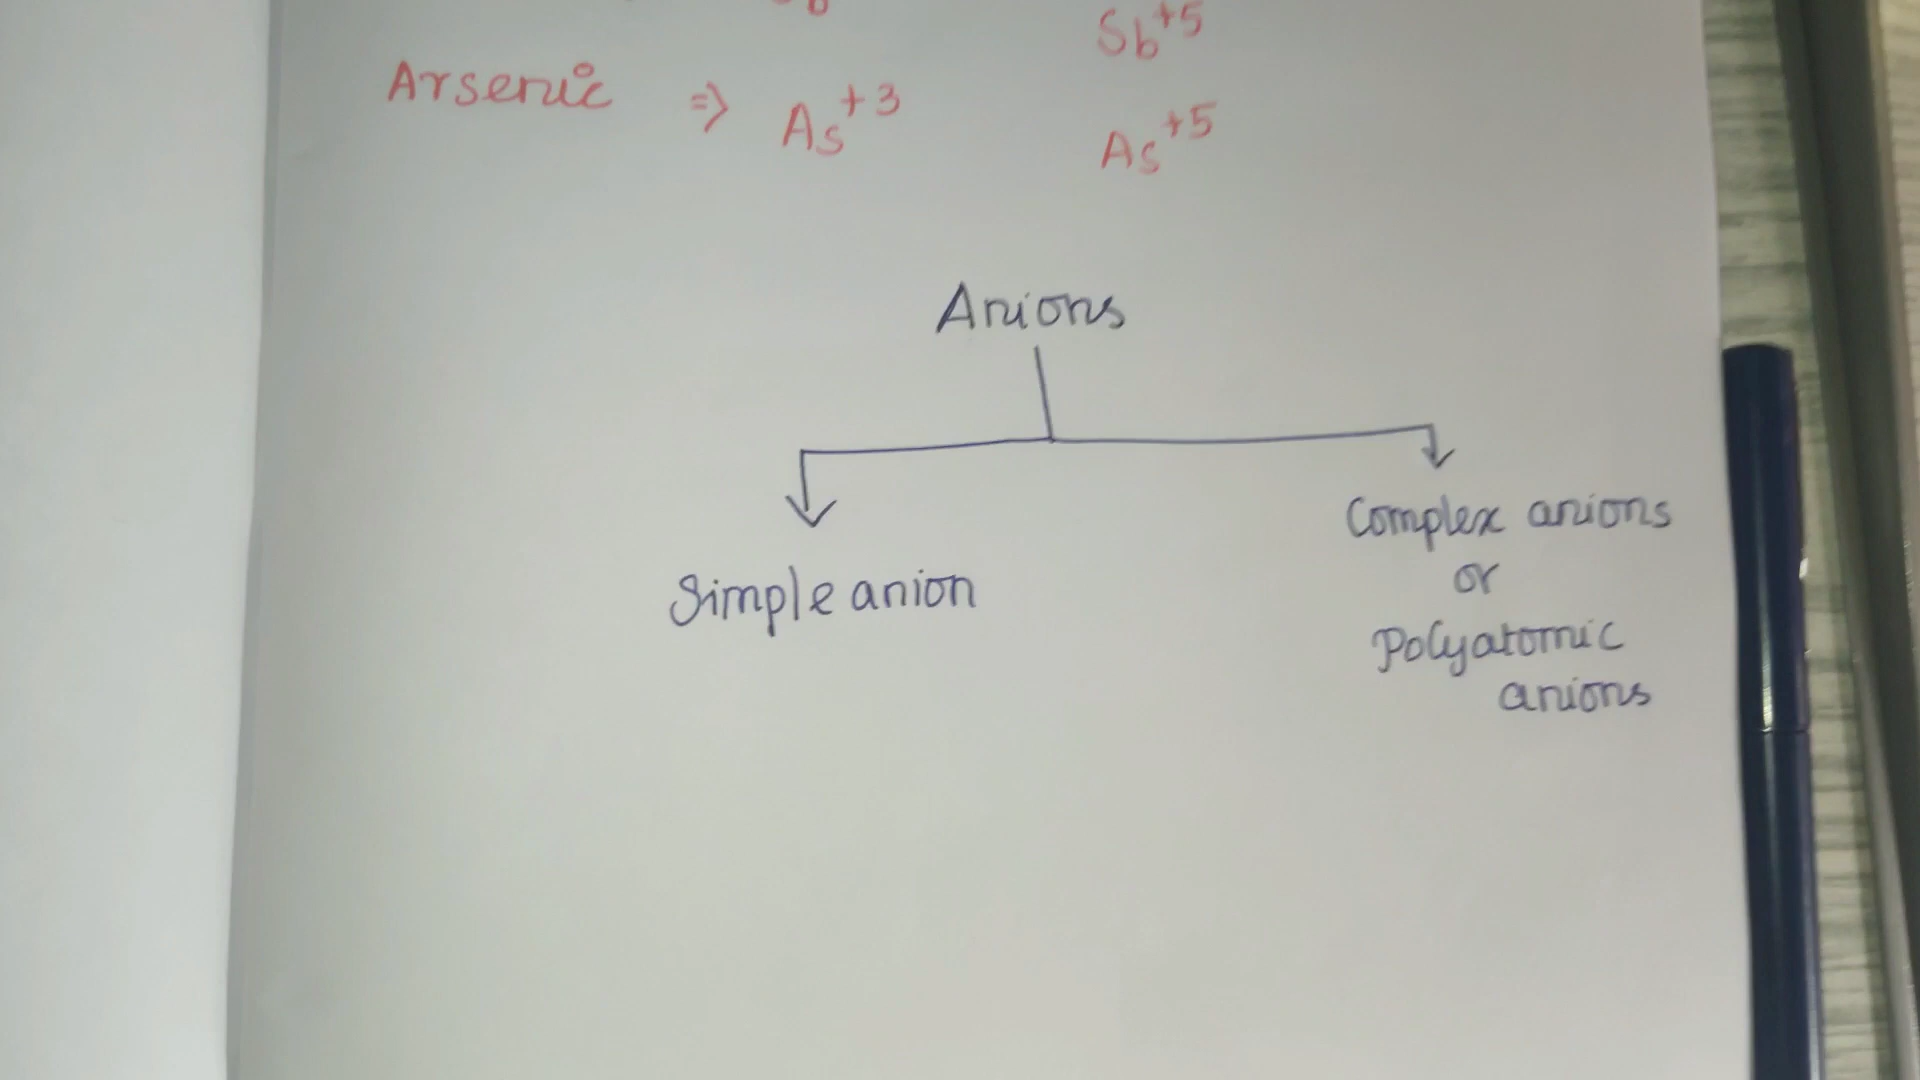 Sb+5
Arsenic ⇒ As+3 As+5
Anions
Simple anion
Complex anions
or
Polyatomic
anions